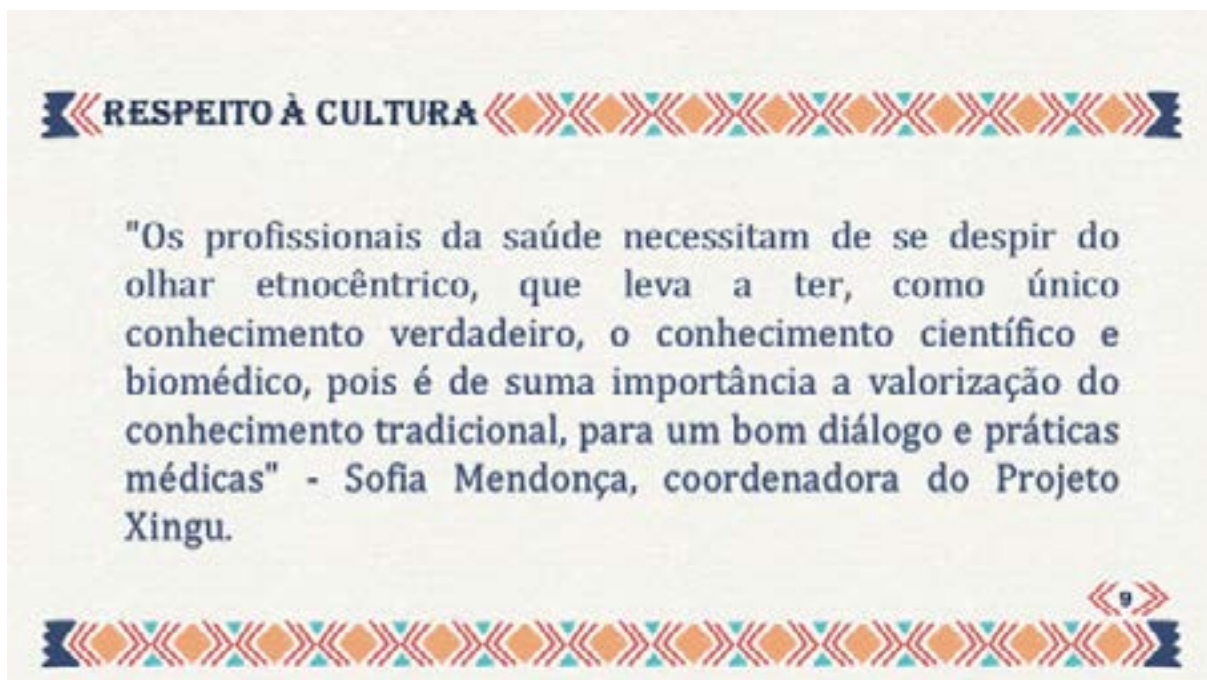 RESPEITO À CULTURA
"Os profissionais da saúde necessitam de se despir do
olhar etnocêntrico, que leva a ter, como único
conhecimento verdadeiro, o conhecimento científico e
biomédico, pois é de suma importância a valorização do
conhecimento tradicional, para um bom diálogo e práticas
médicas" - Sofia Mendonça, coordenadora do Projeto
Xingu.
9